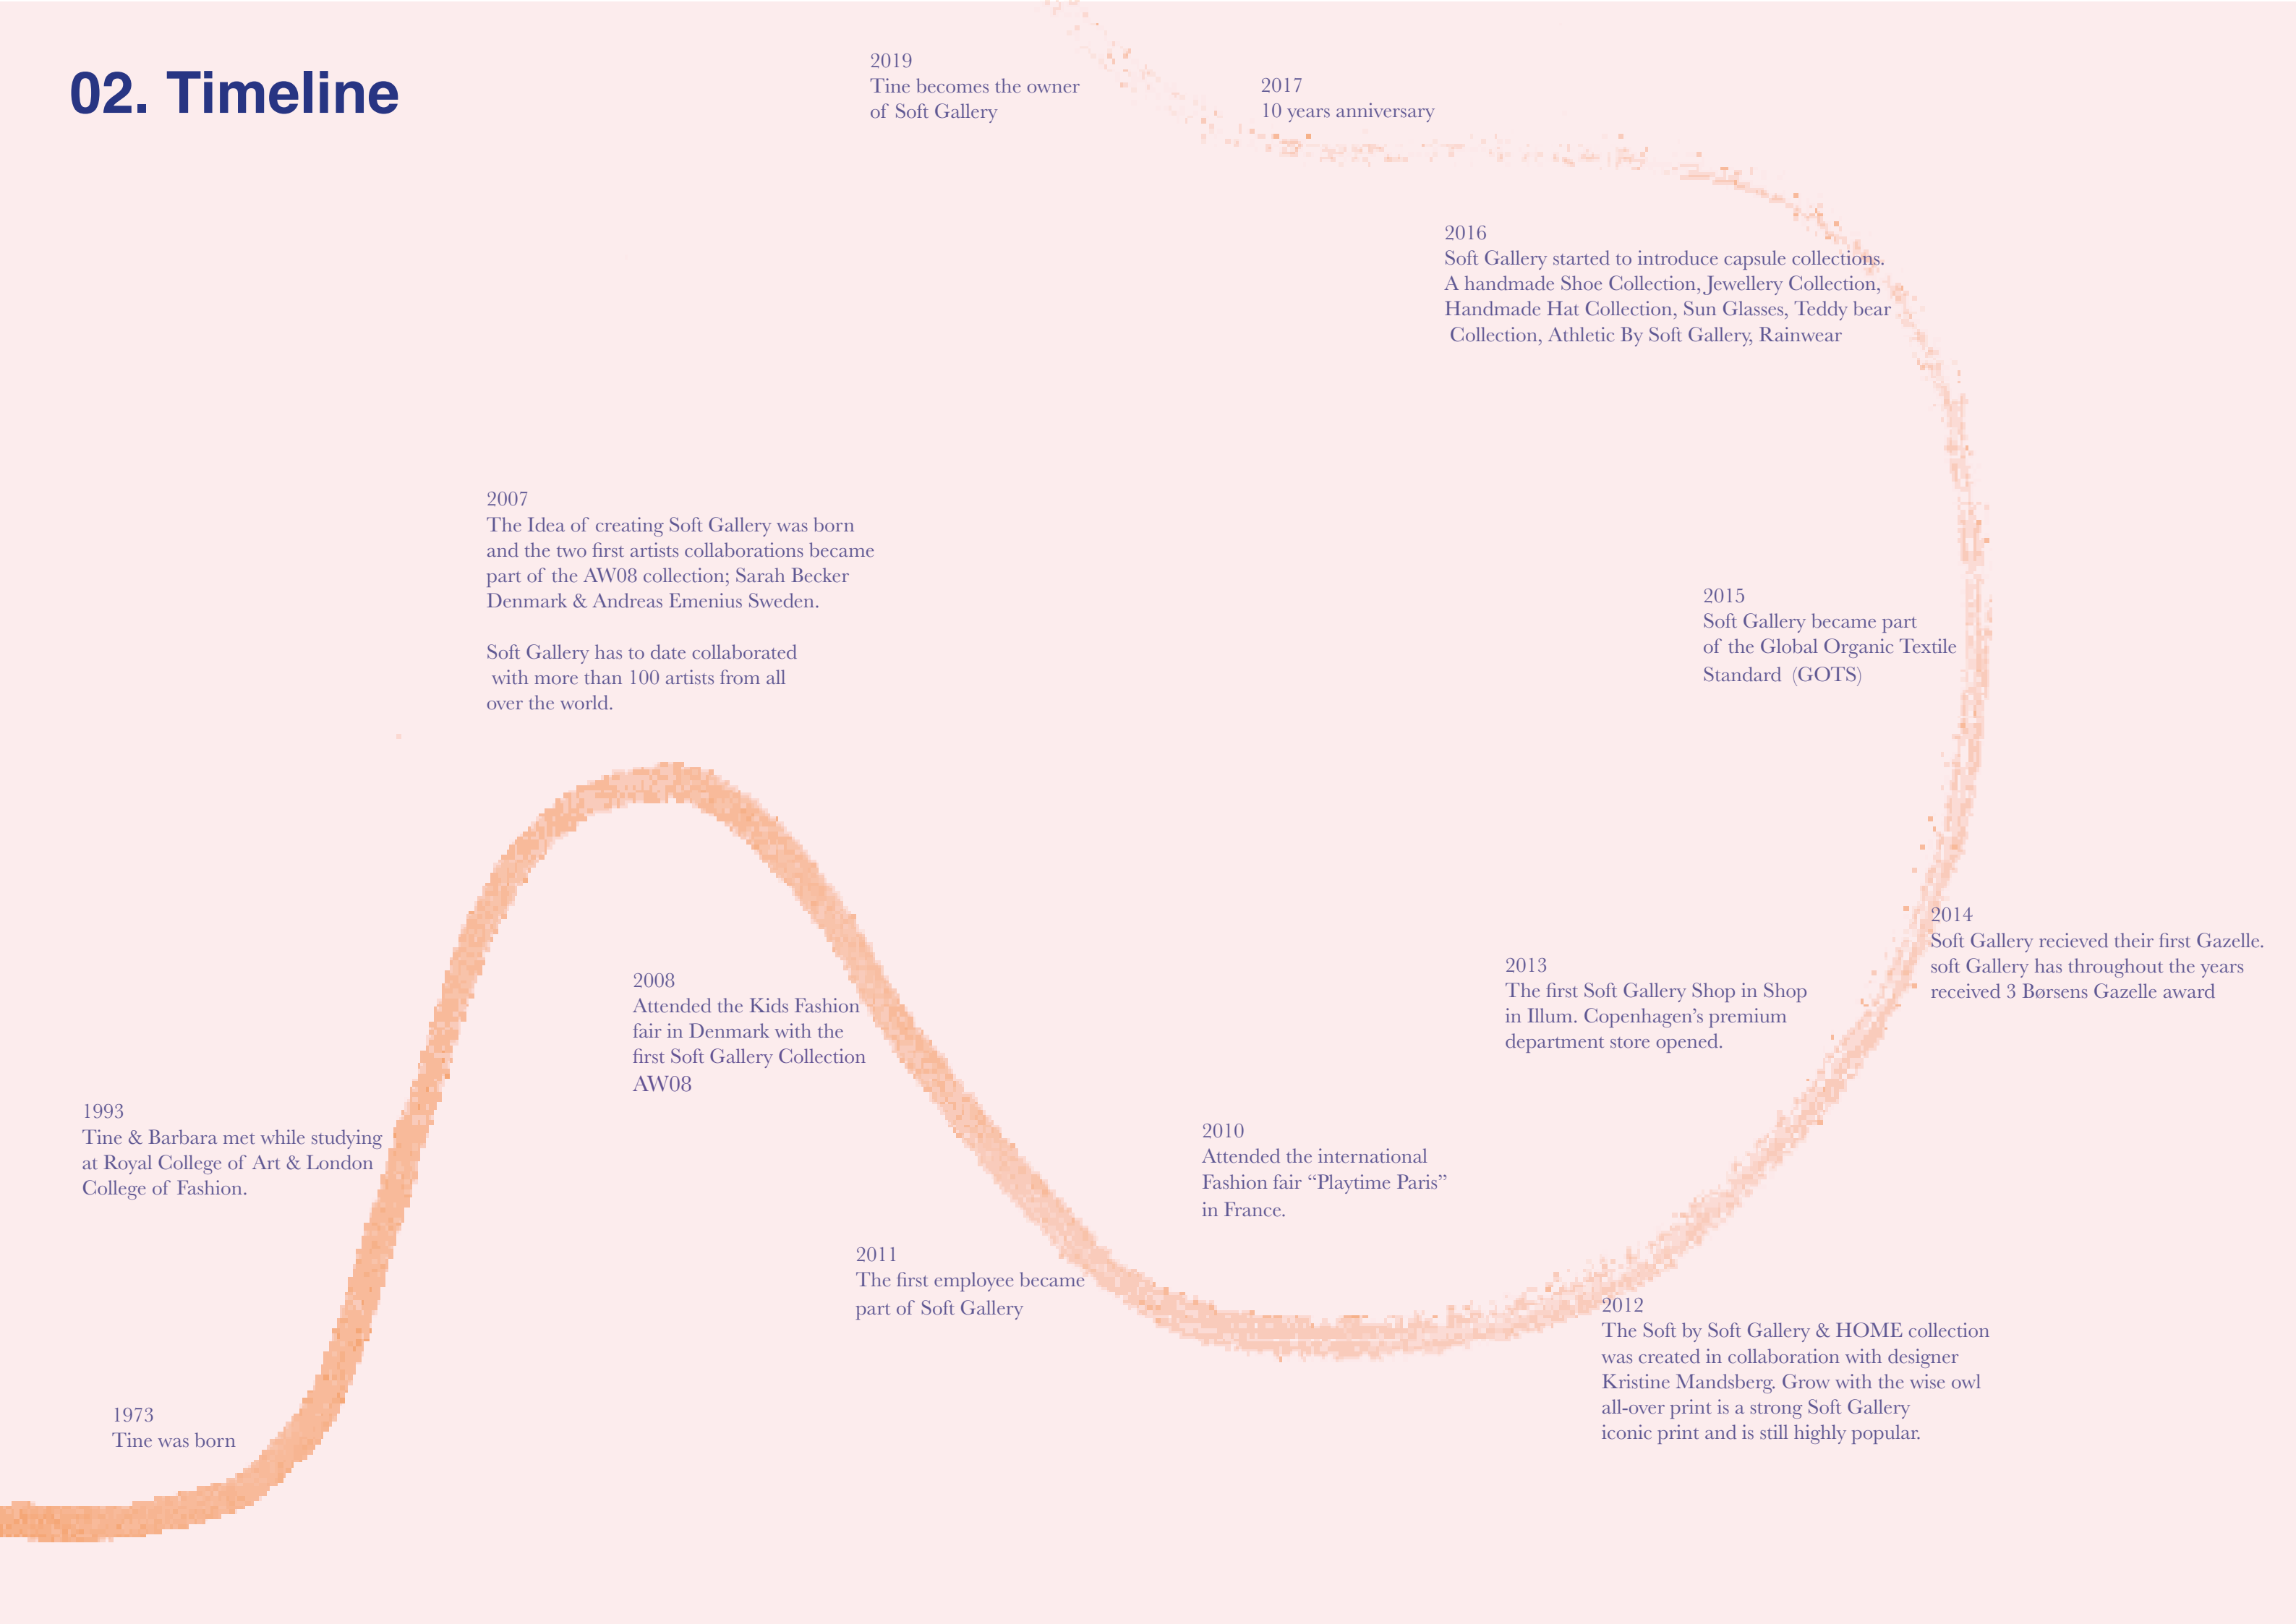 02. Timeline
2019
Tine becomes the owner
of Soft Gallery
2017
10 years anniversary
2016
Soft Gallery started to introduce capsule collections.
A handmade Shoe Collection, Jewellery Collection,
Handmade Hat Collection, Sun Glasses, Teddy bear
Collection, Athletic By Soft Gallery, Rainwear
2007
The Idea of creating Soft Gallery was born
and the two first artists collaborations became
part of the AW08 collection; Sarah Becker
Denmark & Andreas Emenius Sweden.
Soft Gallery has to date collaborated
with more than 100 artists from all
over the world.
2015
Soft Gallery became part
of the Global Organic Textile
Standard (GOTS)
2014
Soft Gallery recieved their first Gazelle.
soft Gallery has throughout the years
received 3 Børsens Gazelle award
2013
The first Soft Gallery Shop in Shop
in Illum. Copenhagen’s premium
department store opened.
2008
Attended the Kids Fashion
fair in Denmark with the
first Soft Gallery Collection
AW08
1993
Tine & Barbara met while studying
at Royal College of Art & London
College of Fashion.
2010
Attended the international
Fashion fair “Playtime Paris”
in France.
2011
The first employee became
part of Soft Gallery
2012
The Soft by Soft Gallery & HOME collection
was created in collaboration with designer
Kristine Mandsberg. Grow with the wise owl
all-over print is a strong Soft Gallery
iconic print and is still highly popular.
1973
Tine was born